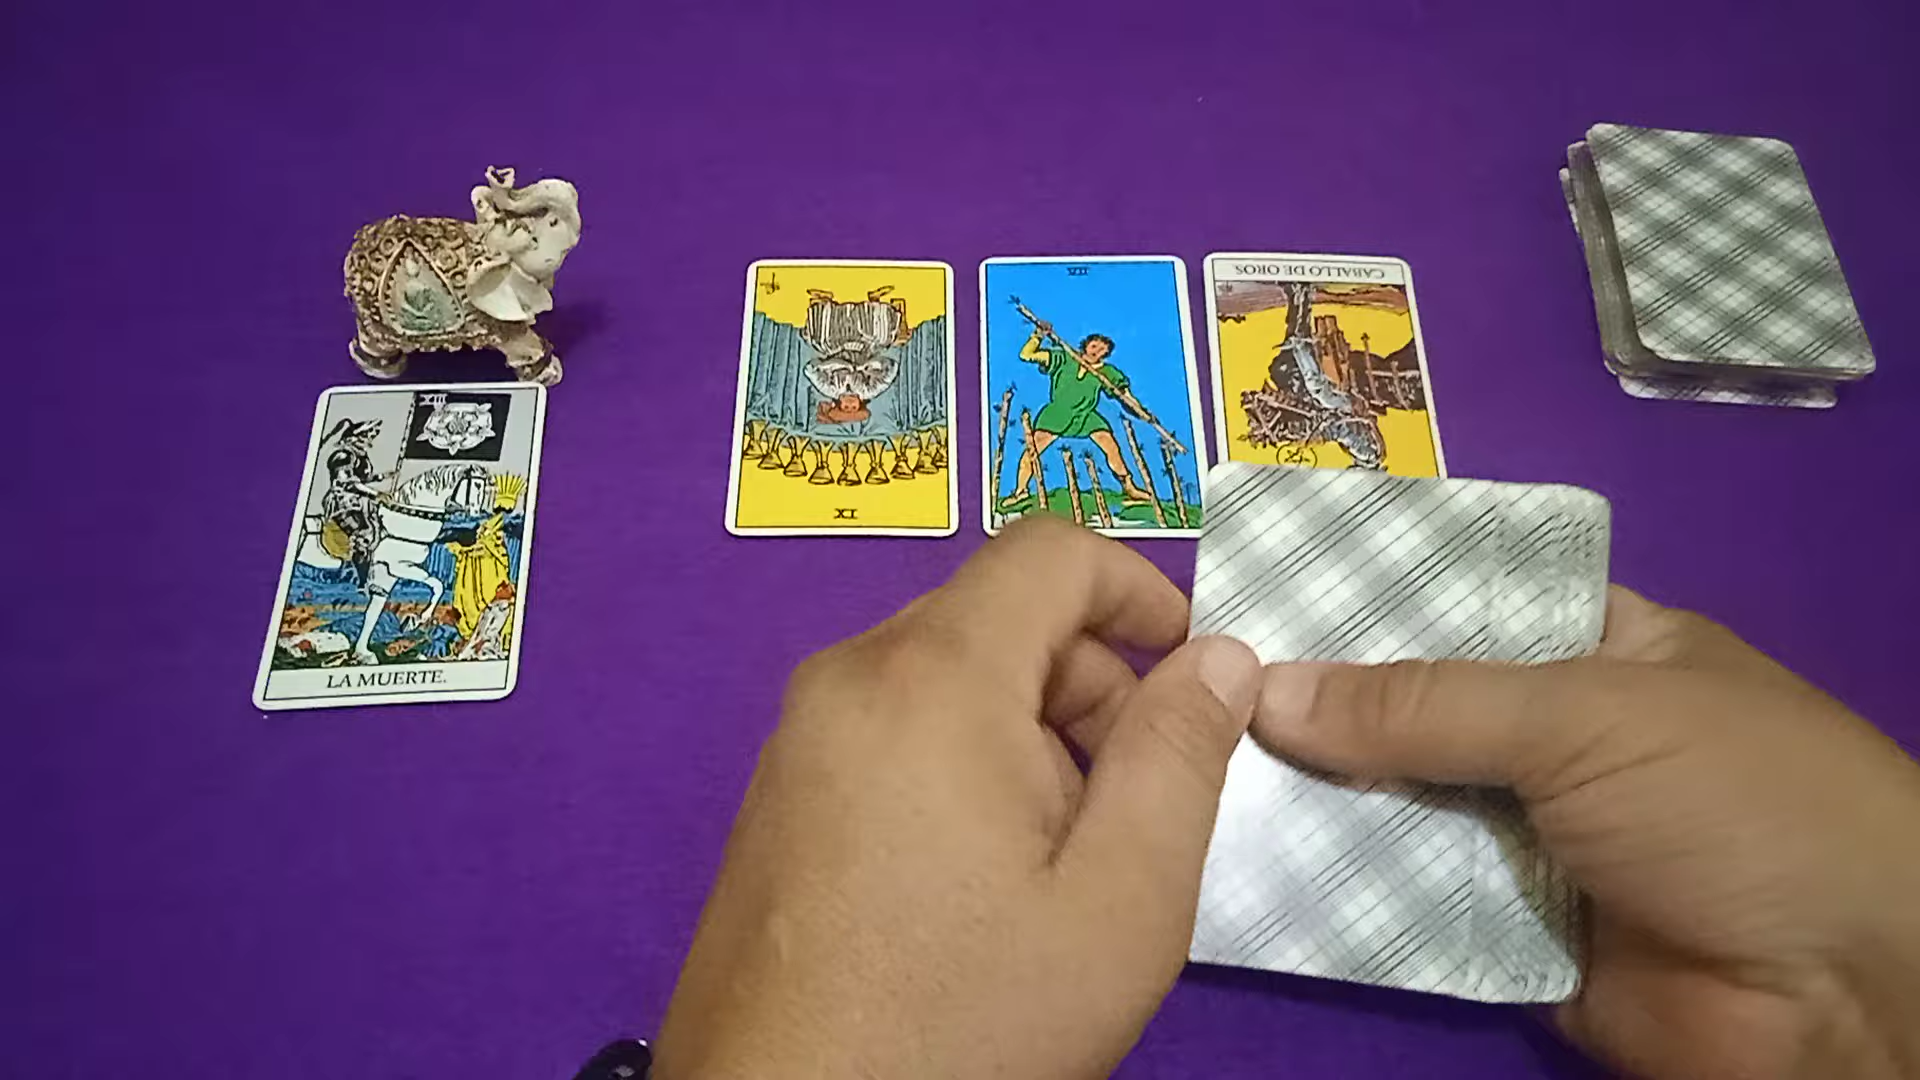 XIII
LA MUERTE.
IX
VII
CABALLO DE OROS.